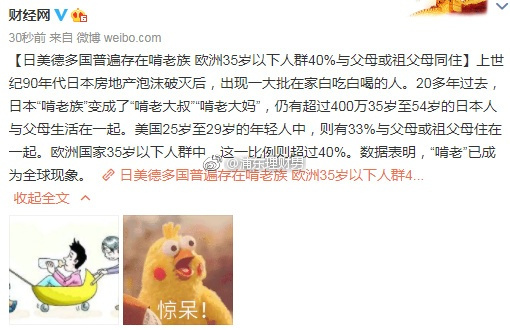 财经网
30秒前 来自 微博 weibo.com
【日美德多国普遍存在啃老族 欧洲35岁以下人群40%与父母或祖父母同住】上世
纪90年代日本房地产泡沫破灭后，出现一大批在家白吃白喝的人。20多年过去，
日本“啃老族”变成了“啃老大叔”“啃老大妈”，仍有超过400万35岁至54岁的日本人
与父母生活在一起。美国25岁至29岁的年轻人中，则有33%与父母或祖父母住在
一起。欧洲国家35岁以下人群中，这一比例则超过40%。数据表明，“啃老”已成
为全球现象。 日美德多国普遍存在啃老族 欧洲35岁以下人群4...
@浦东理财男
收起全文
惊呆！